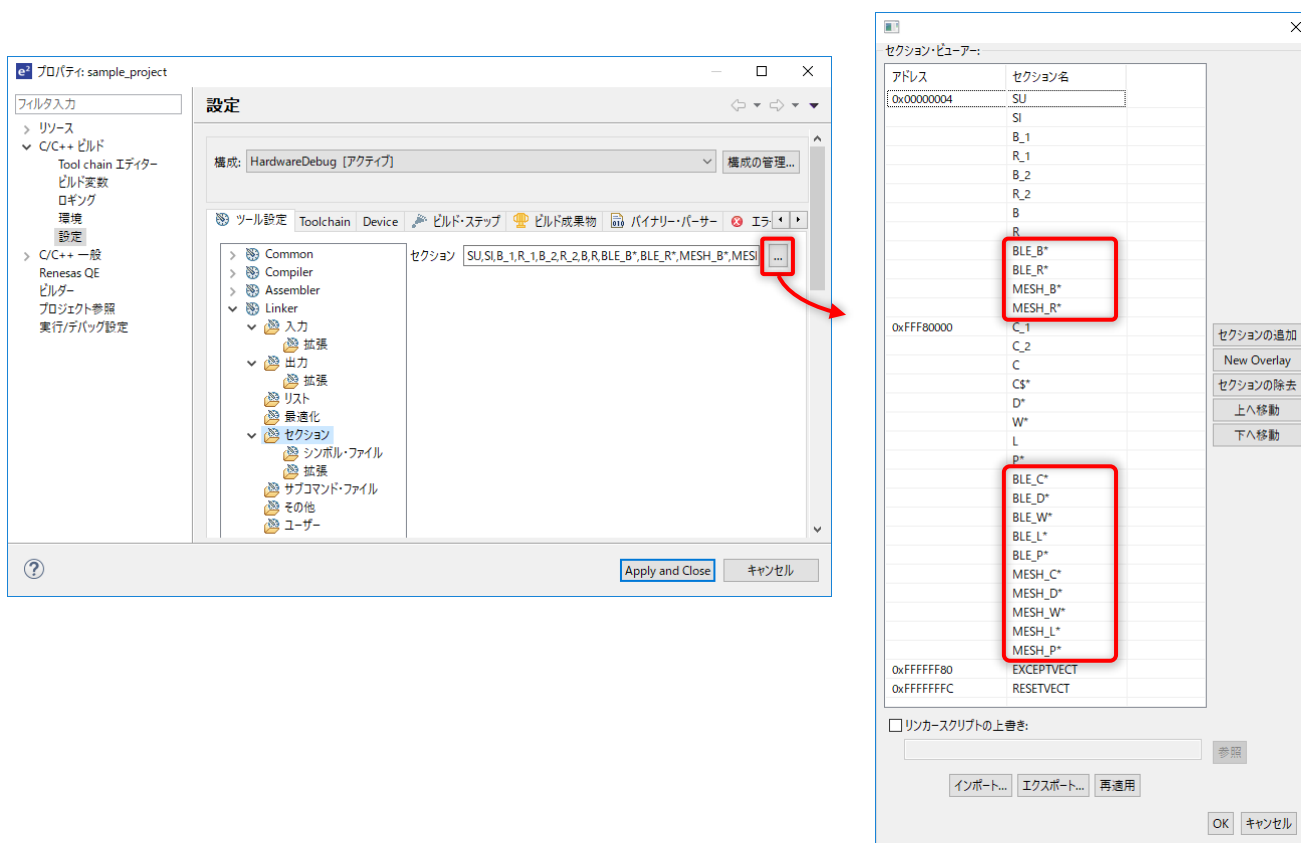 プロパティ: sample_project
フィルタ入力
リソース
C/C++ ビルド
Tool chain エディター
ビルド変数
ロギング
環境
設定
C/C++ 一般
Renesas QE
ビルダー
プロジェクト参照
実行/デバッグ設定
設定
構成: HardwareDebug [アクティブ] 構成の管理...
ツール設定 Toolchain Device ビルド・ステップ ビルド成果物 バイナリー・パーサー エラ
Common
Compiler
Assembler
Linker
入力
拡張
出力
拡張
リスト
最適化
セクション
シンボル・ファイル
拡張
サブコマンド・ファイル
その他
ユーザー
セクション SU,SI,B_1,R_1,B_2,R_2,B,R,BLE_B*,BLE_R*,MESH_B*,MESI ...
Apply and Close キャンセル
セクション・ビューアー:
アドレス セクション名
0x00000004 SU
SI
B_1
R_1
B_2
R_2
B
R
BLE_B*
BLE_R*
MESH_B*
MESH_R*
0xFFF80000 C_1
C_2
C
C$*
D*
W*
L
P*
BLE_C*
BLE_D*
BLE_W*
BLE_L*
BLE_P*
MESH_C*
MESH_D*
MESH_W*
MESH_L*
MESH_P*
0xFFFFFF80 EXCEPTVECT
0xFFFFFFFC RESETVECT
セクションの追加
New Overlay
セクションの除去
上へ移動
下へ移動
リンカースクリプトの上書き:
参照
インポート... エクスポート... 再適用
OK キャンセル